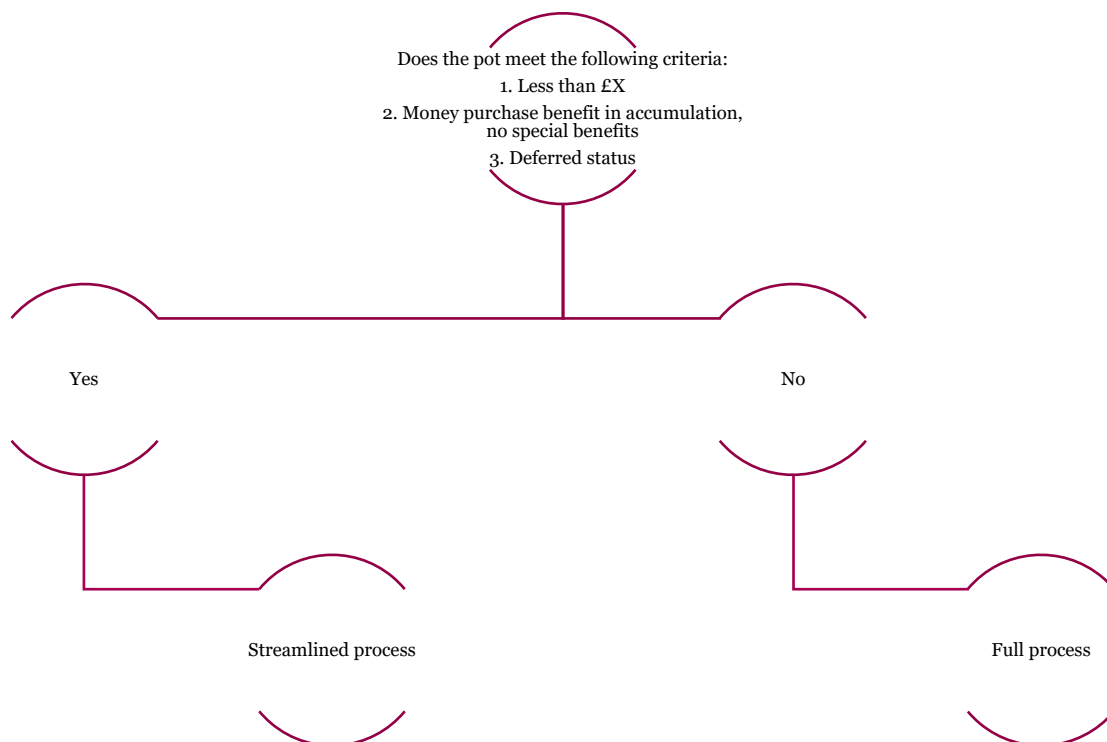 Does the pot meet the following criteria:
1. Less than £X
2. Money purchase benefit in accumulation,
no special benefits
3. Deferred status
Yes
No
Streamlined process
Full process